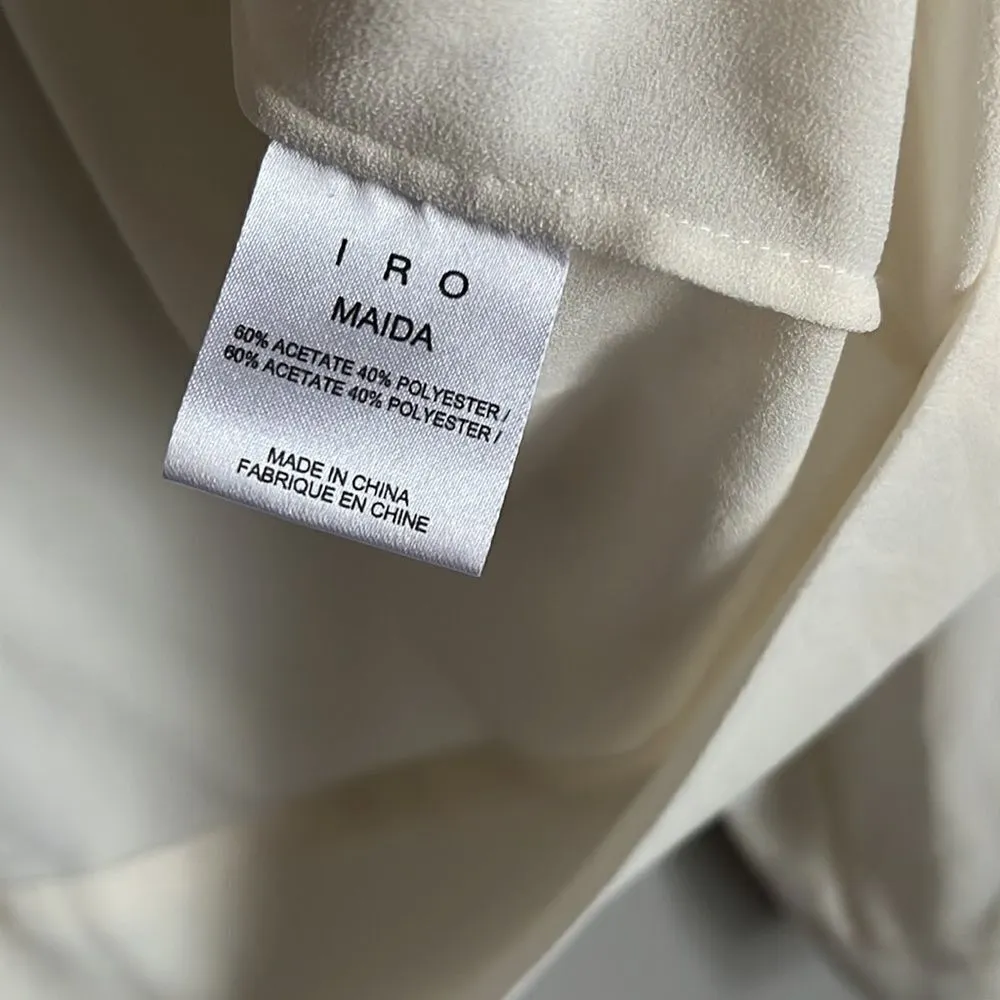 I R O
MAIDA
60% ACETATE 40% POLYESTER /
60% ACETATE 40% POLYESTER /
MADE IN CHINA
FABRIQUE EN CHINE